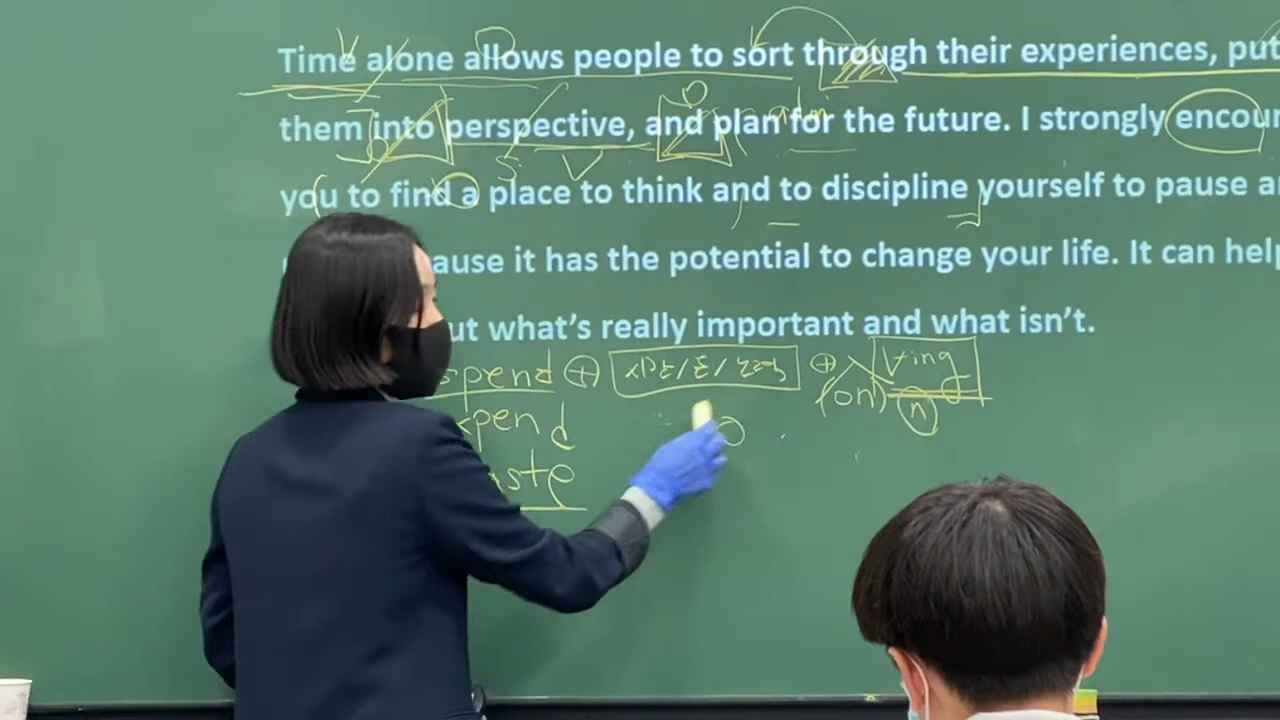 Time alone allows people to sort through their experiences, put
them into perspective, and plan for the future. I strongly encour
you to find a place to think and to discipline yourself to pause a
ause it has the potential to change your life. It can help
ut what's really important and what isn't.
spend ⊕ 시간/돈/노력 ⊕ (on) Ving
pend n
ste